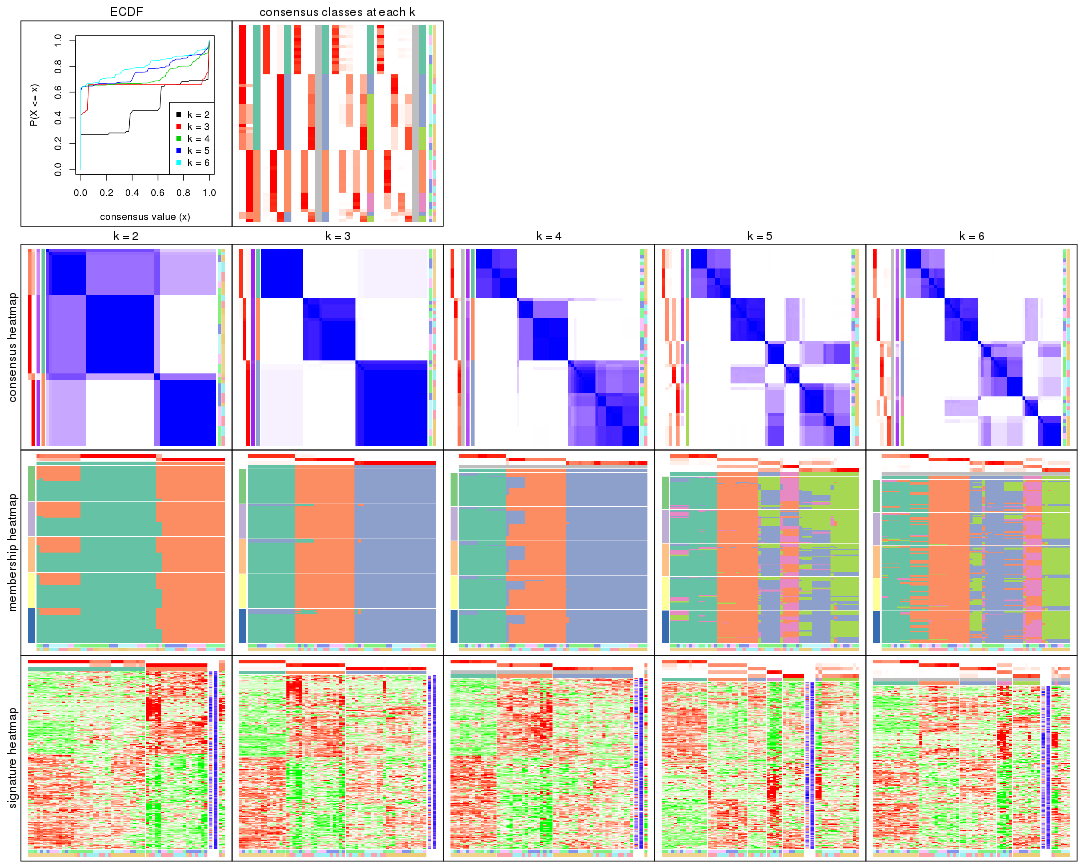 ECDF
consensus classes at each k
P(X <= x)
0.0
0.2
0.4
0.6
0.8
1.0
k = 2
k = 3
k = 4
k = 5
k = 6
0.0 0.2 0.4 0.6 0.8 1.0
consensus value (x)
k = 2
k = 3
k = 4
k = 5
k = 6
consensus heatmap
membership heatmap
signature heatmap